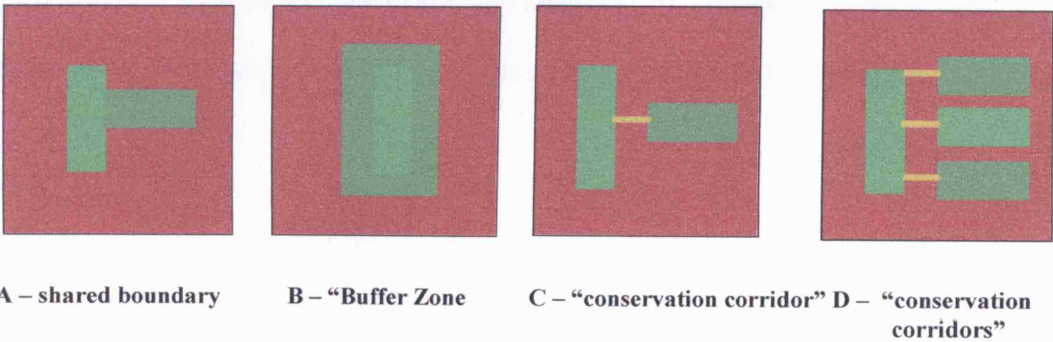 A – shared boundary
B – “Buffer Zone
C – “conservation corridor”
D – “conservation
corridors”